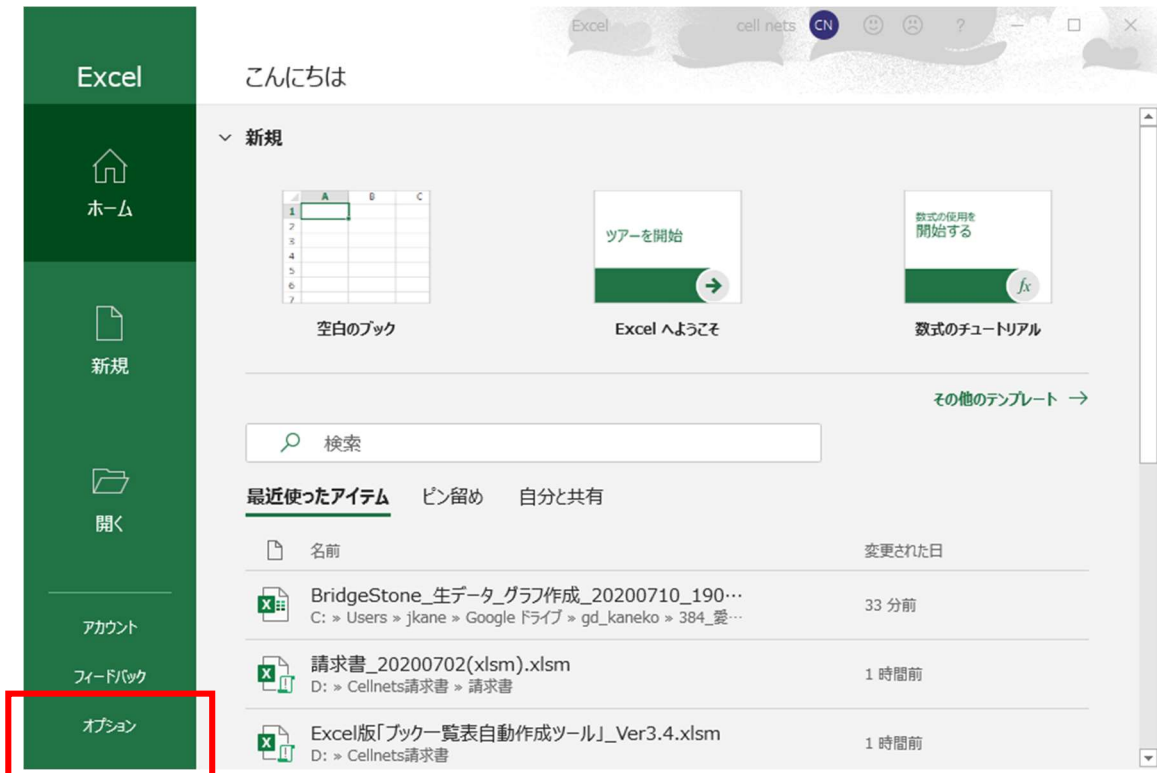 Excel
cell nets
CN
?
Excel
こんにちは
ホーム
新規
開く
アカウント
フィードバック
オプション
新規
A B C
1
2
3
4
5
6
7
空白のブック
ツアーを開始
Excel へようこそ
数式の使用を
開始する
fx
数式のチュートリアル
その他のテンプレート
検索
最近使ったアイテム ピン留め 自分と共有
名前 変更された日
BridgeStone_生データ_グラフ作成_20200710_190…
33 分前
C: » Users » jkane » Google ドライブ » gd_kaneko » 384_愛…
請求書_20200702(xlsm).xlsm
1 時間前
D: » Cellnets請求書 » 請求書
Excel版「ブック一覧表自動作成ツール」_Ver3.4.xlsm
1 時間前
D: » Cellnets請求書